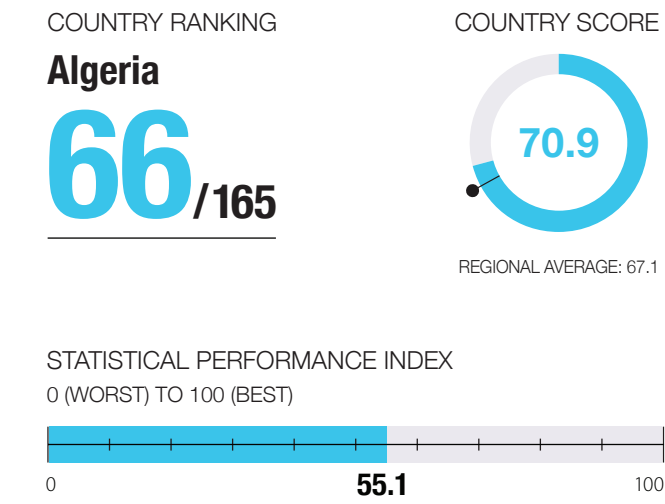 COUNTRY RANKING
Algeria
66/165
COUNTRY SCORE
70.9
REGIONAL AVERAGE: 67.1
STATISTICAL PERFORMANCE INDEX
0 (WORST) TO 100 (BEST)
0 55.1 100